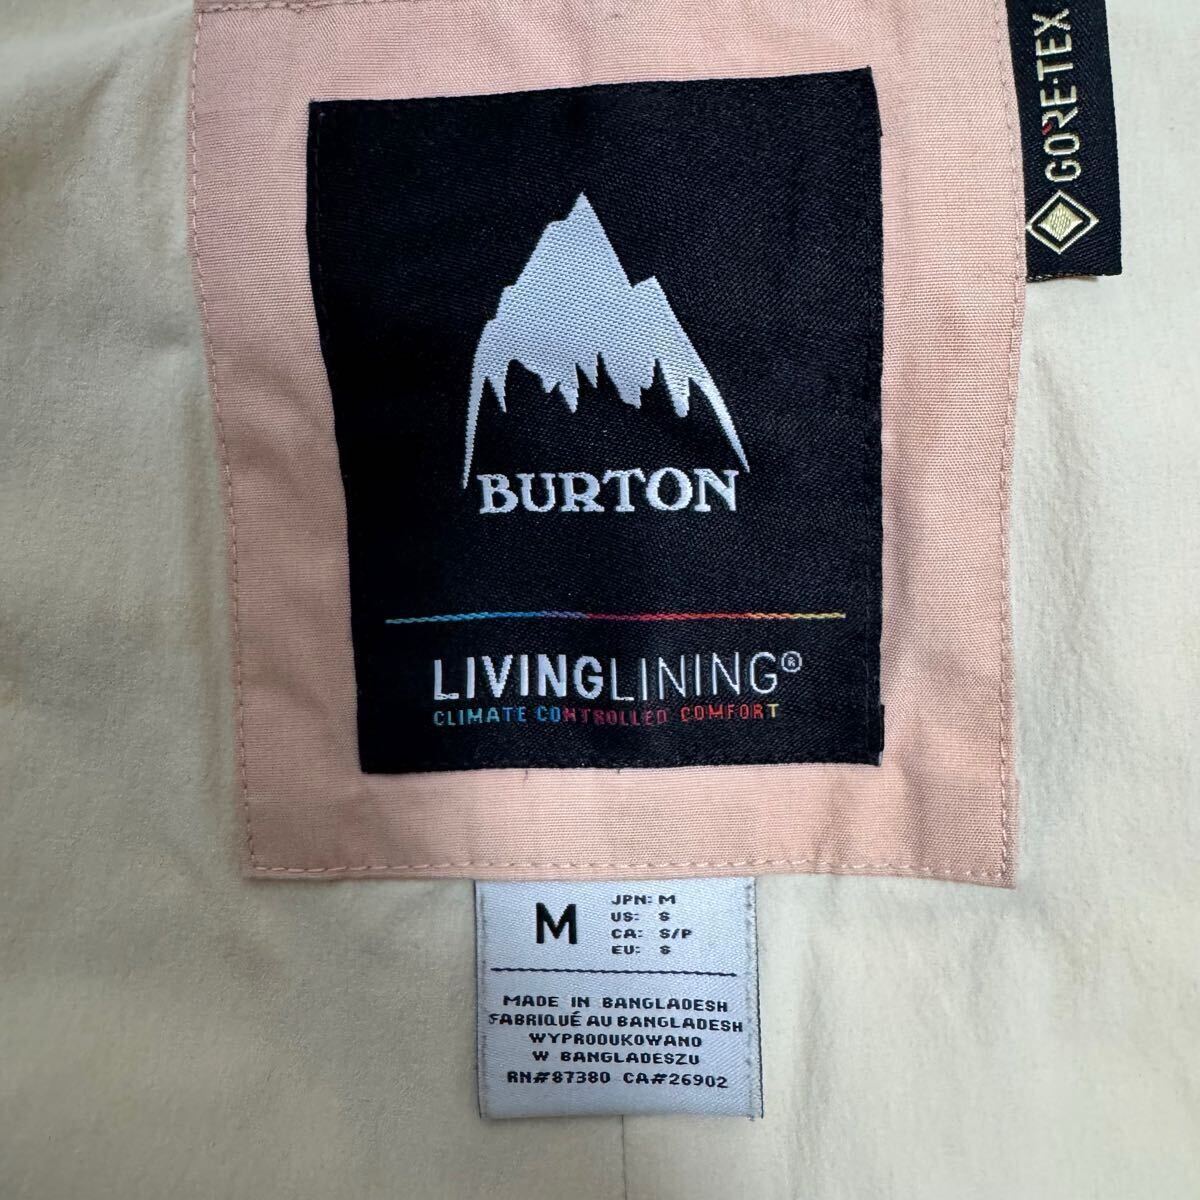 GORE-TEX
BURTON
LIVINGLINING®
CLIMATE CONTROLLED COMFORT
M
JPN: M
US: S
CA: S/P
EU: S
MADE IN BANGLADESH
FABRIQUÉ AU BANGLADESH
WYPRODUKOWANO
W BANGLADESZU
RN#87380 CA#26902